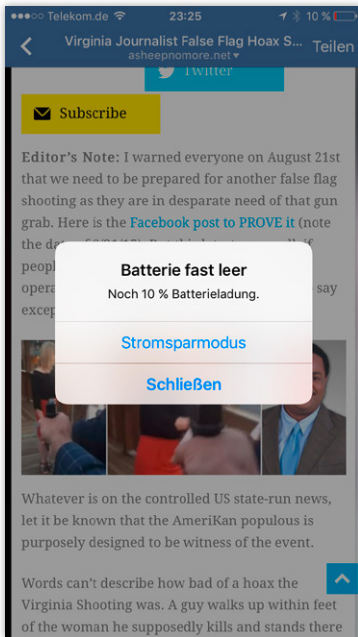 Telekom.de 23:25 10 %
Virginia Journalist False Flag Hoax S... Teilen
asheepnomore.net
Twitter
Subscribe
Editor's Note: I warned everyone on August 21st
that we need to be prepared for another false flag
shooting as they are in desparate need of that gun
grab. Here is the Facebook post to PROVE it (note
the
peopl
opera say
excep
Batterie fast leer
Noch 10 % Batterieladung.
Stromsparmodus
Schließen
Whatever is on the controlled US state-run news,
let it be known that the AmeriKan populous is
purposely designed to be witness of the event.
Words can't describe how bad of a hoax the
Virginia Shooting was. A guy walks up within feet
of the woman he supposedly kills and stands there